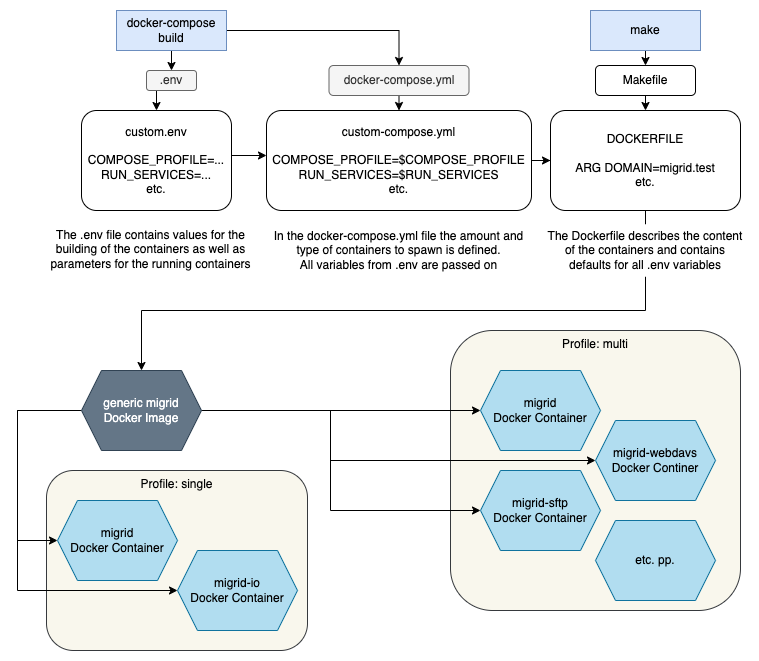 docker-compose
build
make
.env
docker-compose.yml
Makefile
custom.env
COMPOSE_PROFILE=...
RUN_SERVICES=...
etc.
custom-compose.yml
COMPOSE_PROFILE=$COMPOSE_PROFILE
RUN_SERVICES=$RUN_SERVICES
etc.
DOCKERFILE
ARG DOMAIN=migrid.test
etc.
The .env file contains values for the
building of the containers as well as
parameters for the running containers
In the docker-compose.yml file the amount and
type of containers to spawn is defined.
All variables from .env are passed on
The Dockerfile describes the content
of the containers and contains
defaults for all .env variables
generic migrid
Docker Image
Profile: multi
migrid
Docker Container
migrid-webdavs
Docker Continer
migrid-sftp
Docker Container
etc. pp.
Profile: single
migrid
Docker Container
migrid-io
Docker Container